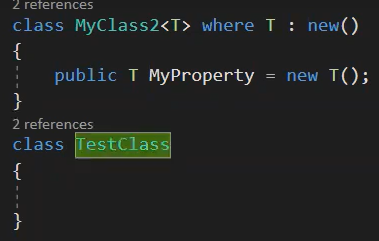 2 references
class MyClass2<T> where T : new()
{
public T MyProperty = new T();
}
2 references
class TestClass
{
}